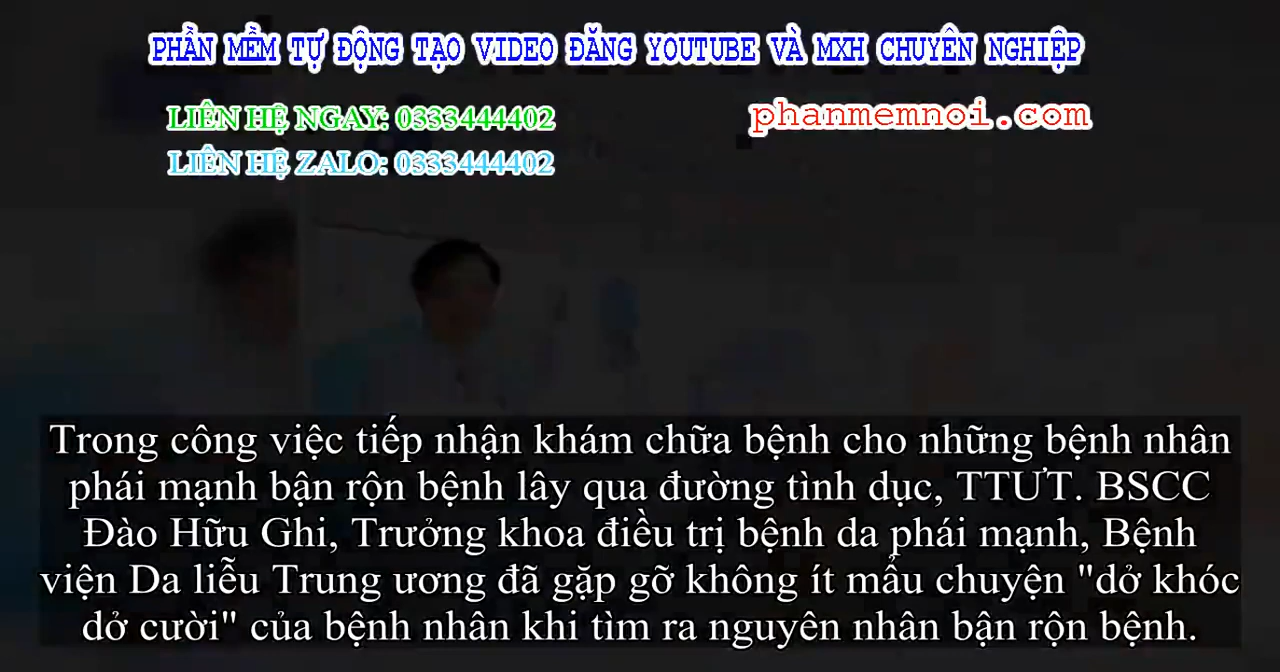 PHẦN MỀM TỰ ĐỘNG TẠO VIDEO ĐĂNG YOUTUBE VÀ MXH CHUYÊN NGHIỆP
LIÊN HỆ NGAY: 0333444402
phanmemnoi.com
LIÊN HỆ ZALO: 0333444402
Trong công việc tiếp nhận khám chữa bệnh cho những bệnh nhân
phái mạnh bận rộn bệnh lây qua đường tình dục, TTƯT. BSCC
Đào Hữu Ghi, Trưởng khoa điều trị bệnh da phái mạnh, Bệnh
viện Da liễu Trung ương đã gặp gỡ không ít mẩu chuyện "dở khóc
dở cười" của bệnh nhân khi tìm ra nguyên nhân bận rộn bệnh.